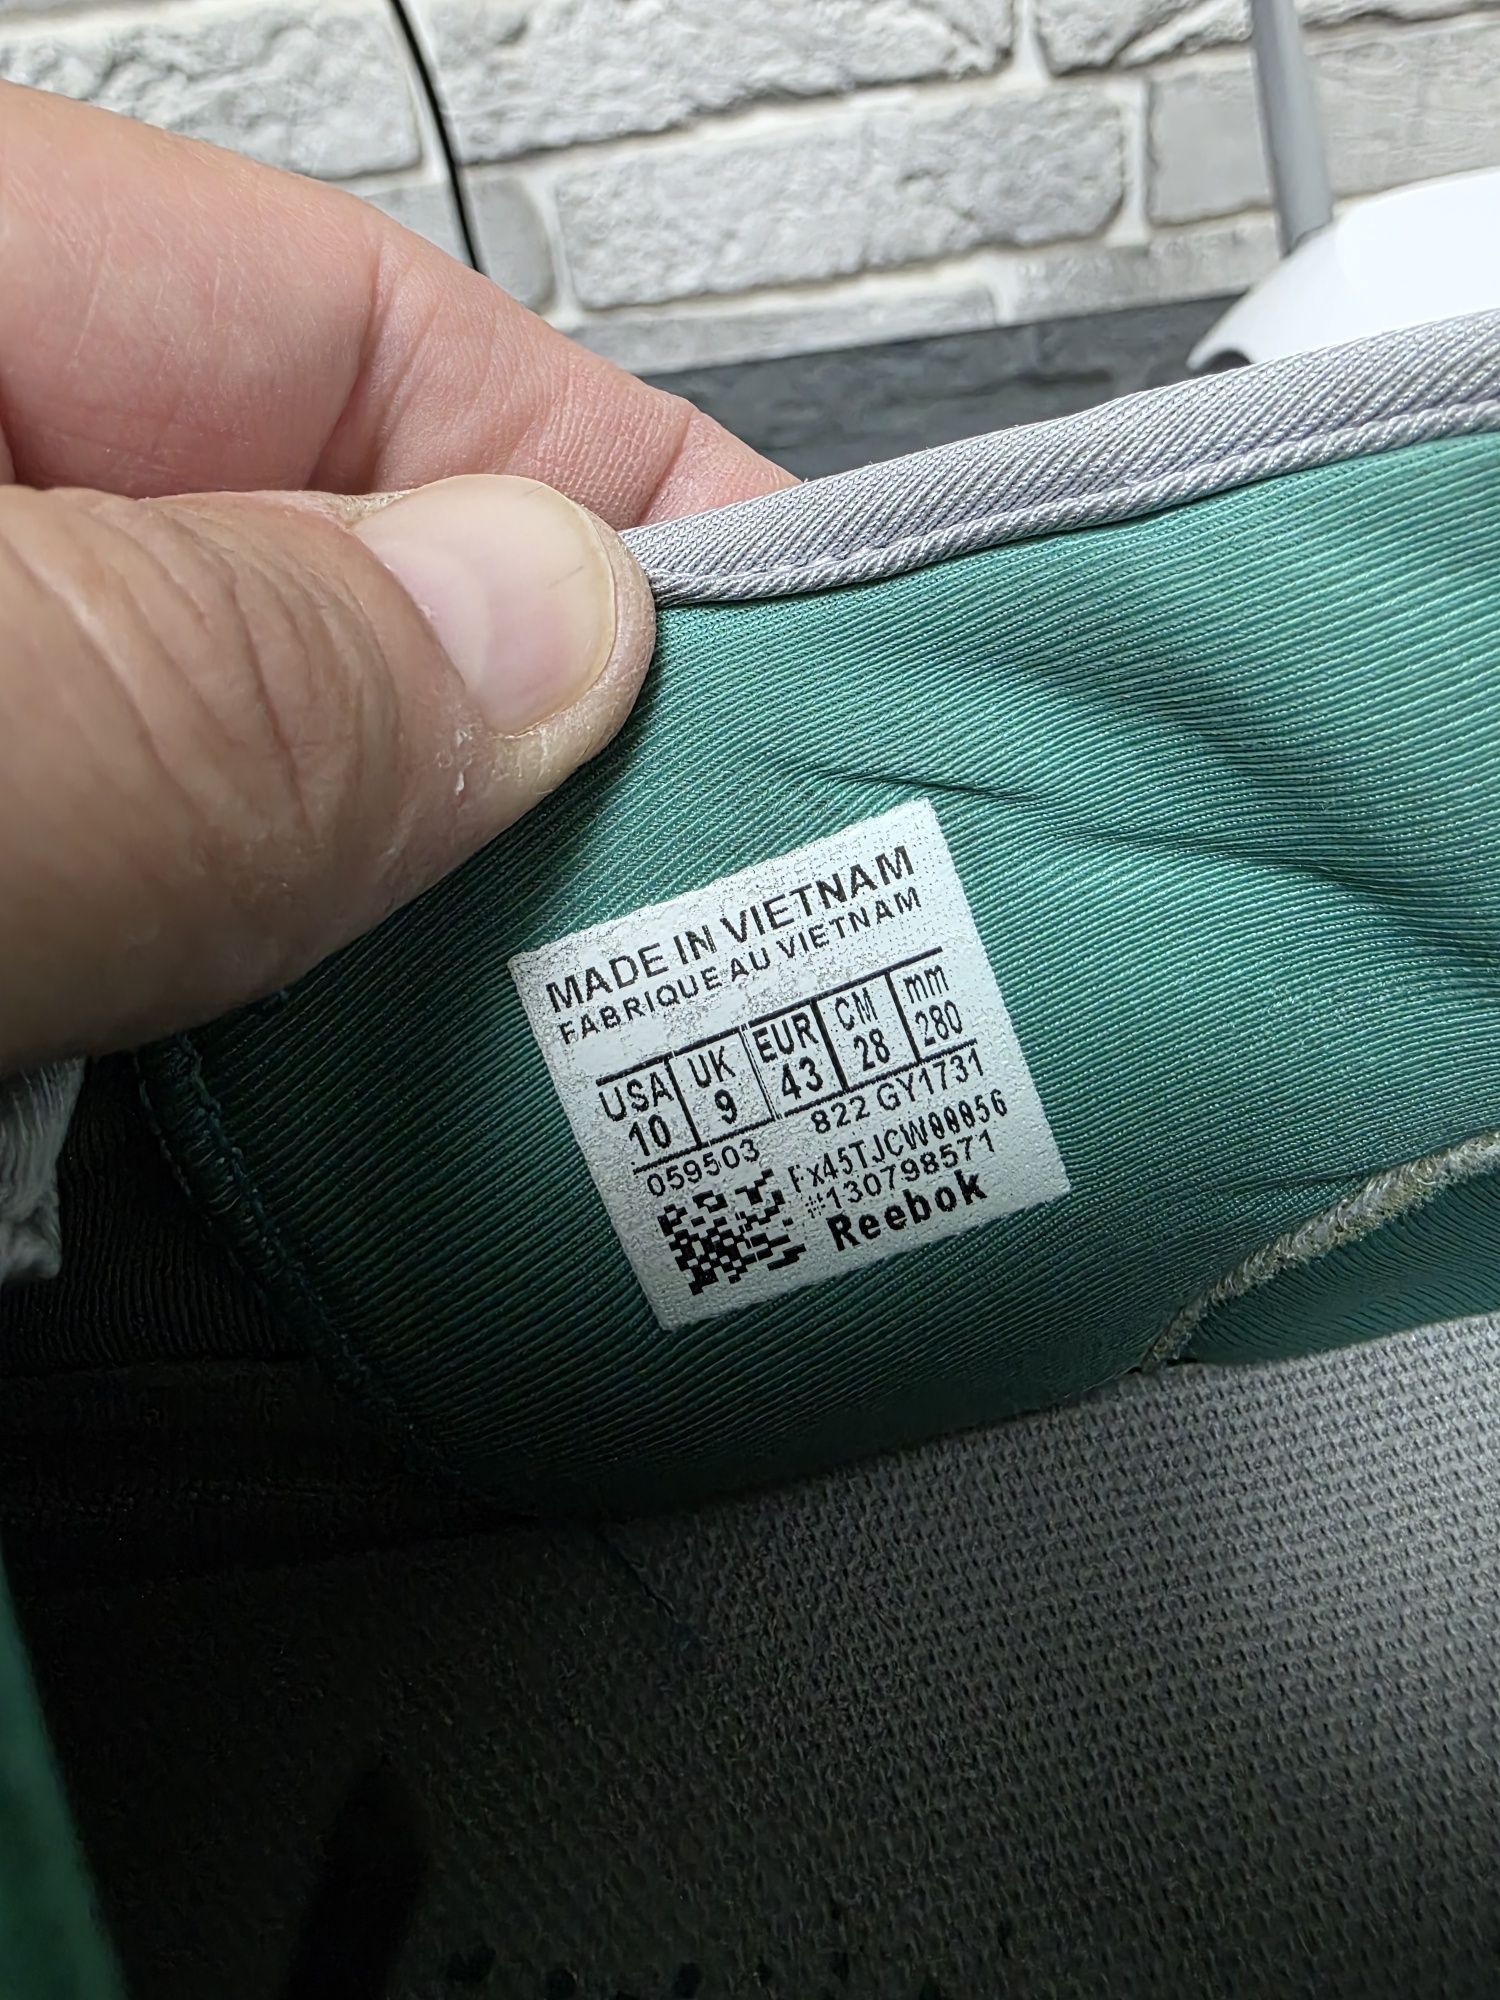 MADE IN VIETNAM
FABRIQUE AU VIETNAM
USA UK EUR CM mm
10 9 43 28 280
059503 822 GY1731
Fx45TJCW00056
#130798571
Reebok